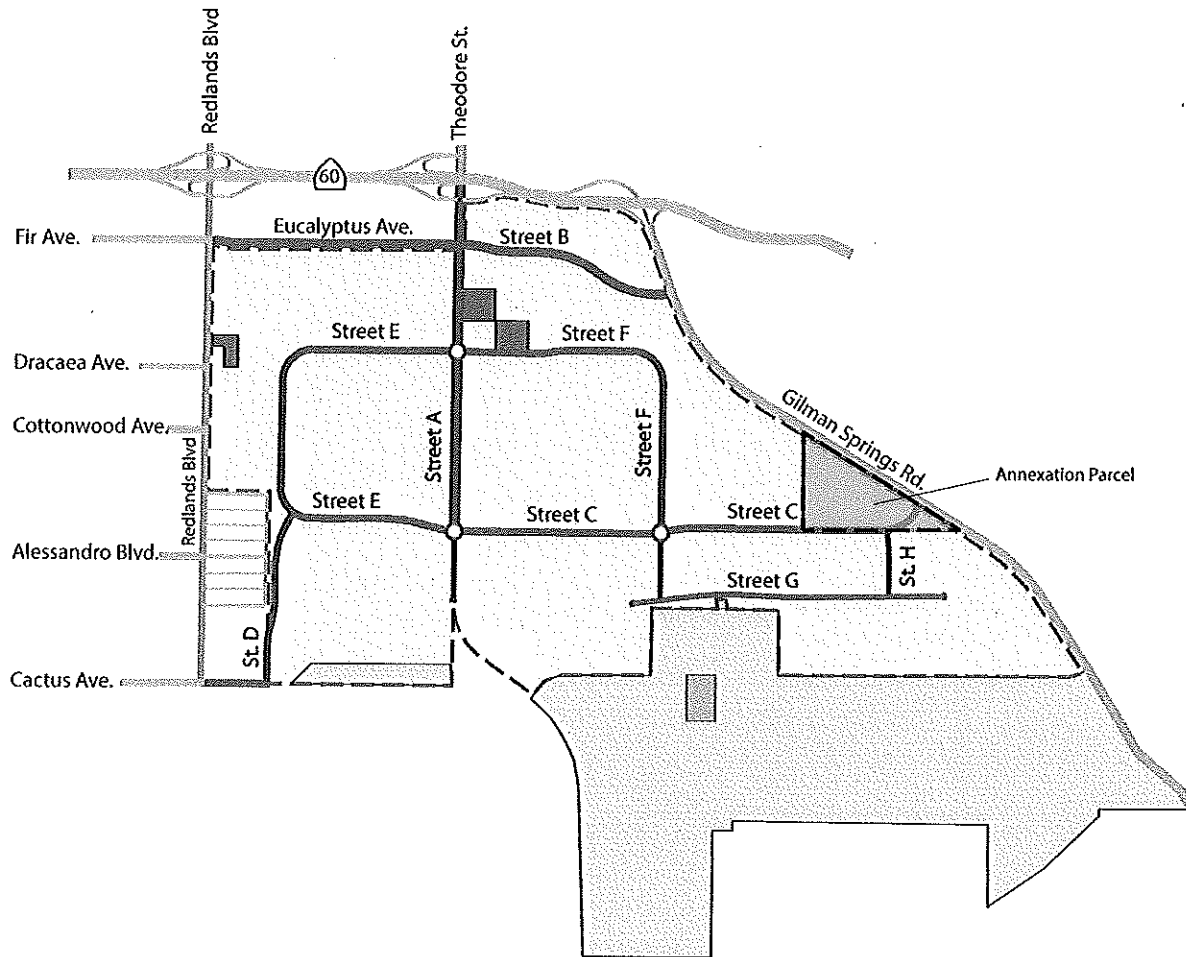 Redlands Blvd
Theodore St.
60
Fir Ave.
Eucalyptus Ave.
Street B
Street E
Street F
Dracaea Ave.
Cottonwood Ave.
Redlands Blvd
Street A
Street F
Gilman Springs Rd.
Annexation Parcel
Street E
Street C
Street C
Alessandro Blvd.
St. H
Street G
St. D
Cactus Ave.